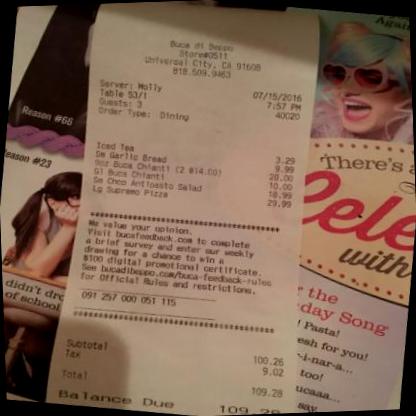 Buca di Beppo
Store#0511
Universal City, CA 91608
818.509.9463
Server: Molly
07/15/2016
Table 53/1
7:57 PM
Guests: 3
40020
Order Type: Dining
Iced Tea 3.29
Sm Garlic Bread 9.99
9oz Buca Chianti (2 @14.00) 28.00
Gl Buca Chianti 10.00
Sm Chop Antipasto Salad 18.99
Lg Supremo Pizza 29.99
We value your opinion.
Visit bucafeedback.com to complete
a brief survey and enter our weekly
drawing for a chance to win a
$100 digital promotional certificate.
See bucadibeppo.com/buca-feedback-rules
for Official Rules and restrictions.
091 257 000 051 115
Subtotal 100.26
Tax 9.02
Total 109.28
Balance Due 109.28
Reason #66
eason #23
didn't dro
of school
Again
There's a
Cele
with
the
day Song
Pasta!
esh for you!
-i-nar-a...
too!
ucaaa...
say